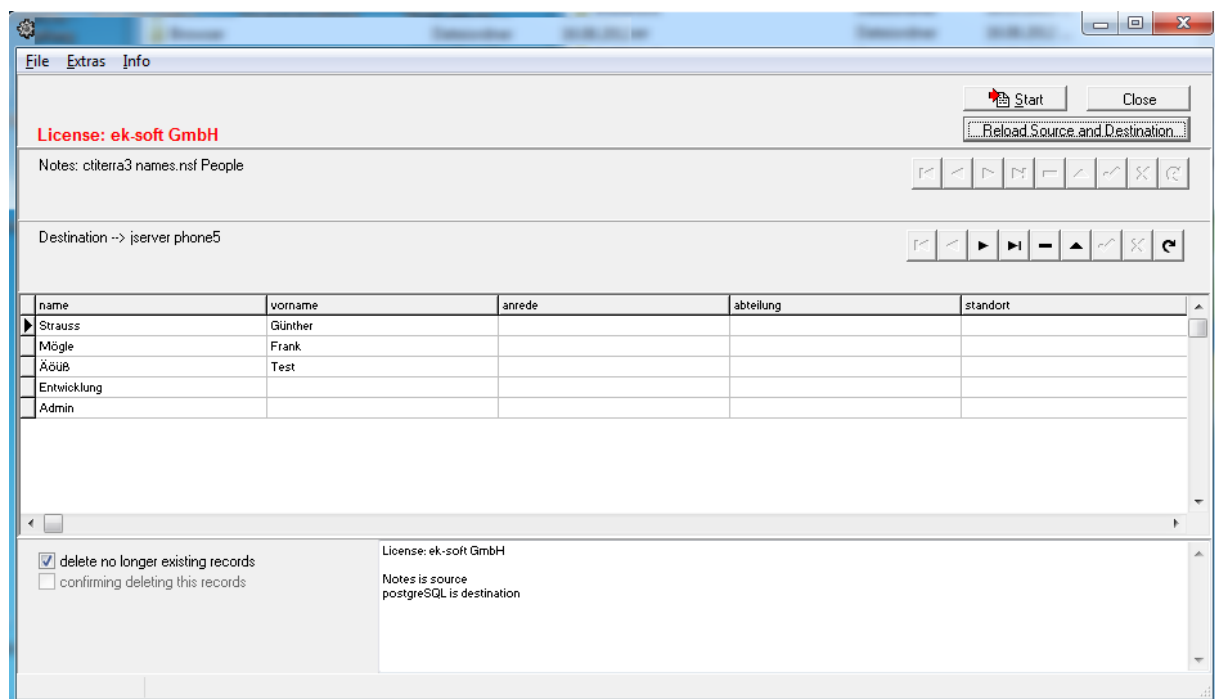 File Extras Info
Start Close
License: ek-soft GmbH
Reload Source and Destination
Notes: ctiterra3 names.nsf People
Destination --> jserver phone5
name vorname anrede abteilung standort
Strauss Günther
Mögle Frank
Äöüß Test
Entwicklung
Admin
delete no longer existing records
confirming deleting this records
License: ek-soft GmbH
Notes is source
postgreSQL is destination